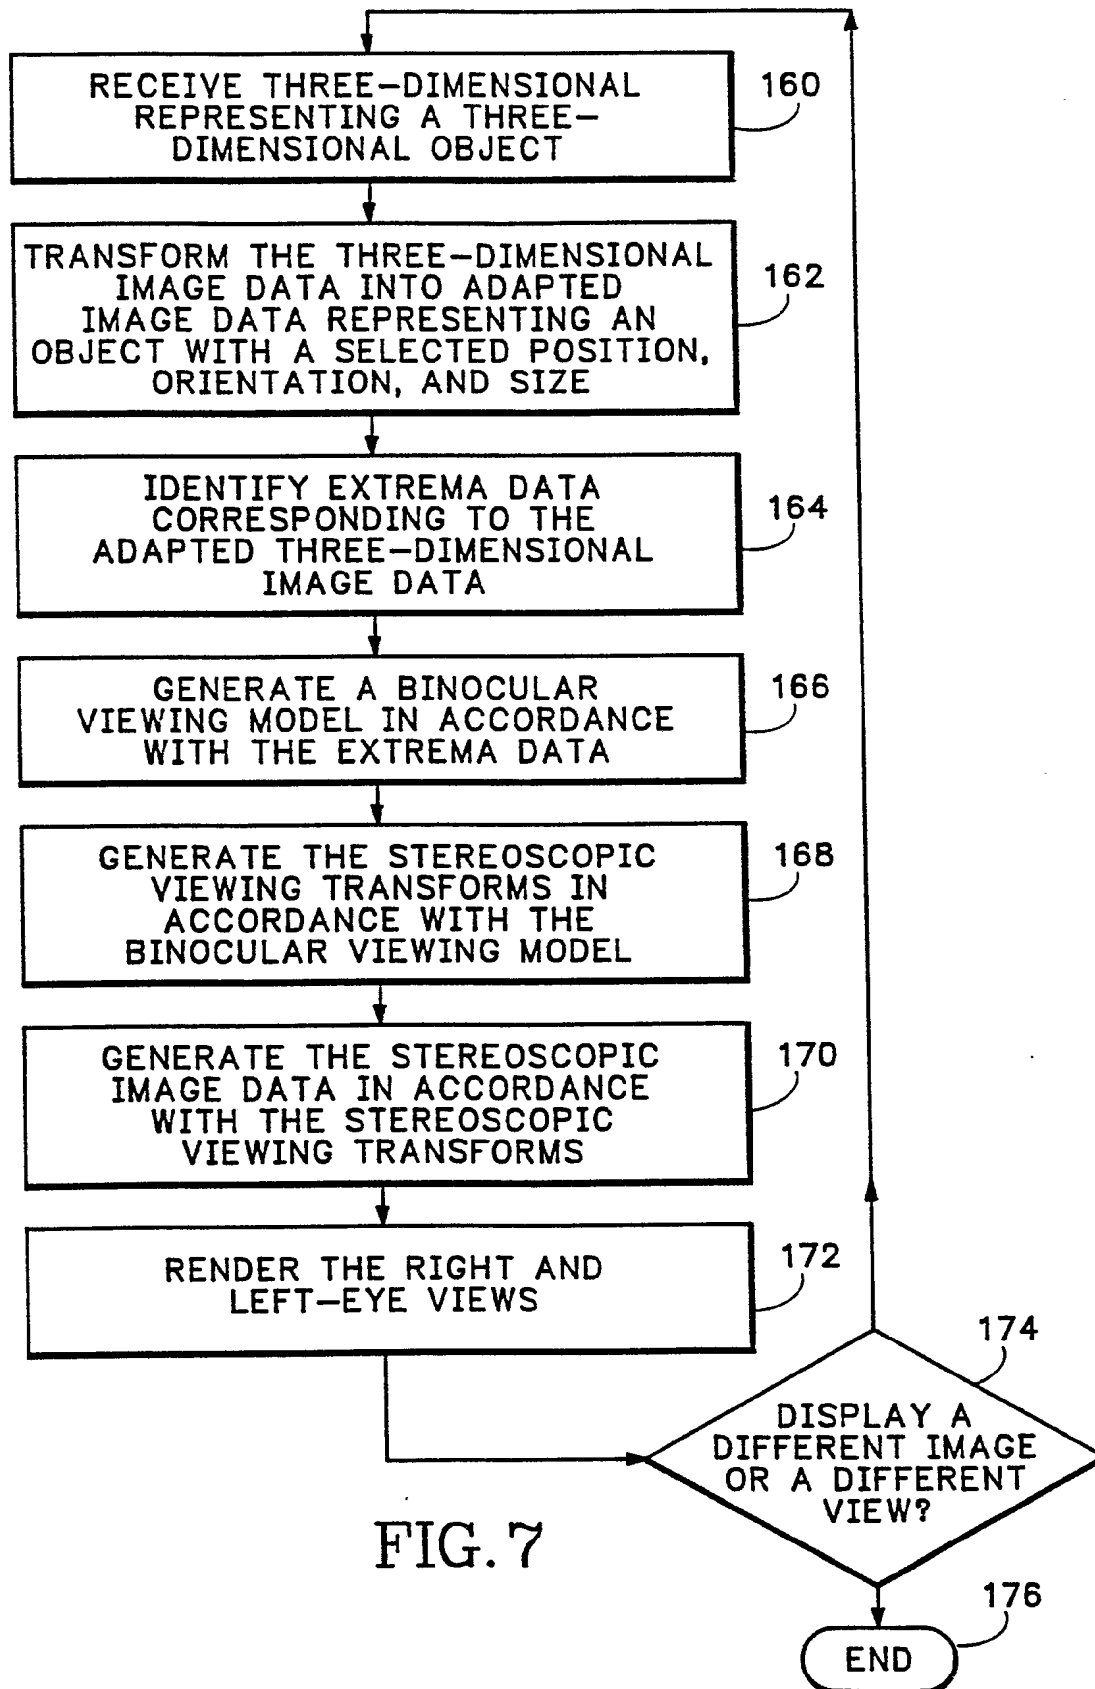 RECEIVE THREE-DIMENSIONAL
REPRESENTING A THREE-
DIMENSIONAL OBJECT
160
TRANSFORM THE THREE-DIMENSIONAL
IMAGE DATA INTO ADAPTED
IMAGE DATA REPRESENTING AN
OBJECT WITH A SELECTED POSITION,
ORIENTATION, AND SIZE
162
IDENTIFY EXTREMA DATA
CORRESPONDING TO THE
ADAPTED THREE-DIMENSIONAL
IMAGE DATA
164
GENERATE A BINOCULAR
VIEWING MODEL IN ACCORDANCE
WITH THE EXTREMA DATA
166
GENERATE THE STEREOSCOPIC
VIEWING TRANSFORMS IN
ACCORDANCE WITH THE
BINOCULAR VIEWING MODEL
168
GENERATE THE STEREOSCOPIC
IMAGE DATA IN ACCORDANCE
WITH THE STEREOSCOPIC
VIEWING TRANSFORMS
170
RENDER THE RIGHT AND
LEFT-EYE VIEWS
172
174
DISPLAY A
DIFFERENT IMAGE
OR A DIFFERENT
VIEW?
FIG. 7
176
END